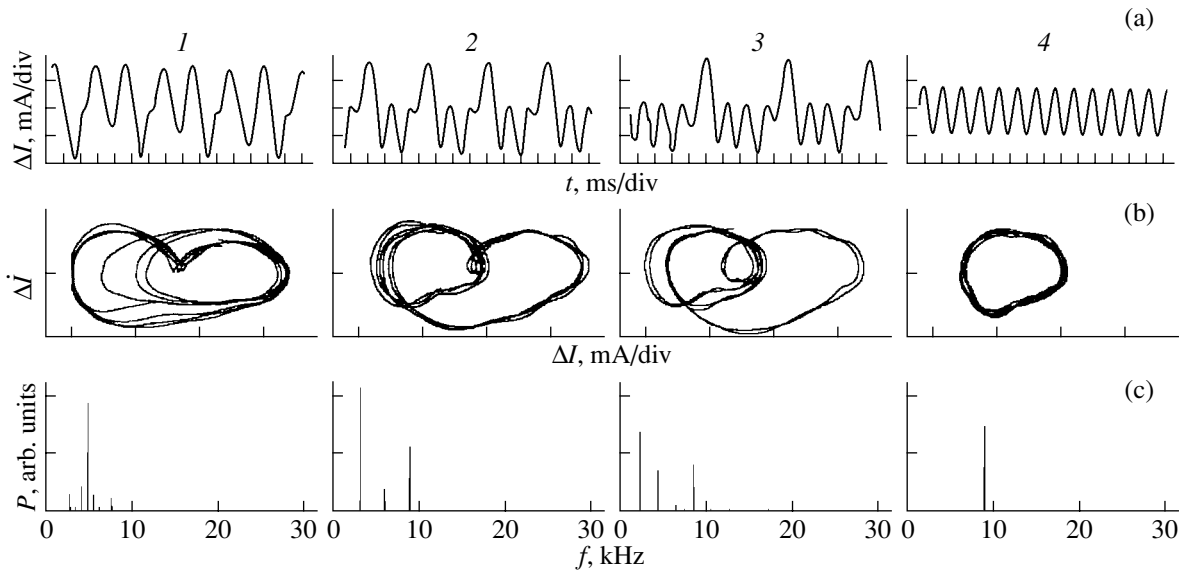 (a)
1 2 3 4
ΔI, mA/div
t, ms/div
(b)
Δİ
ΔI, mA/div
(c)
P, arb. units
0 10 20 30 0 10 20 30 0 10 20 30 0 10 20 30
f, kHz